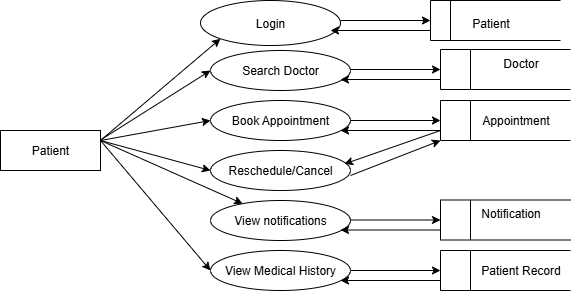 Login
Patient
Search Doctor
Doctor
Book Appointment
Appointment
Patient
Reschedule/Cancel
View notifications
Notification
View Medical History
Patient Record